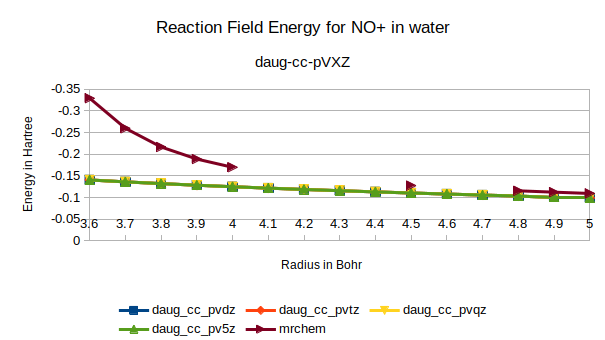 Reaction Field Energy for NO+ in water
daug-cc-pVXZ
-0.35
-0.3
-0.25
-0.2
-0.15
-0.1
-0.05
0
Energy in Hartree
3.6 3.7 3.8 3.9 4 4.1 4.2 4.3 4.4 4.5 4.6 4.7 4.8 4.9 5
Radius in Bohr
daug_cc_pvdz daug_cc_pvtz daug_cc_pvqz
daug_cc_pv5z mrchem